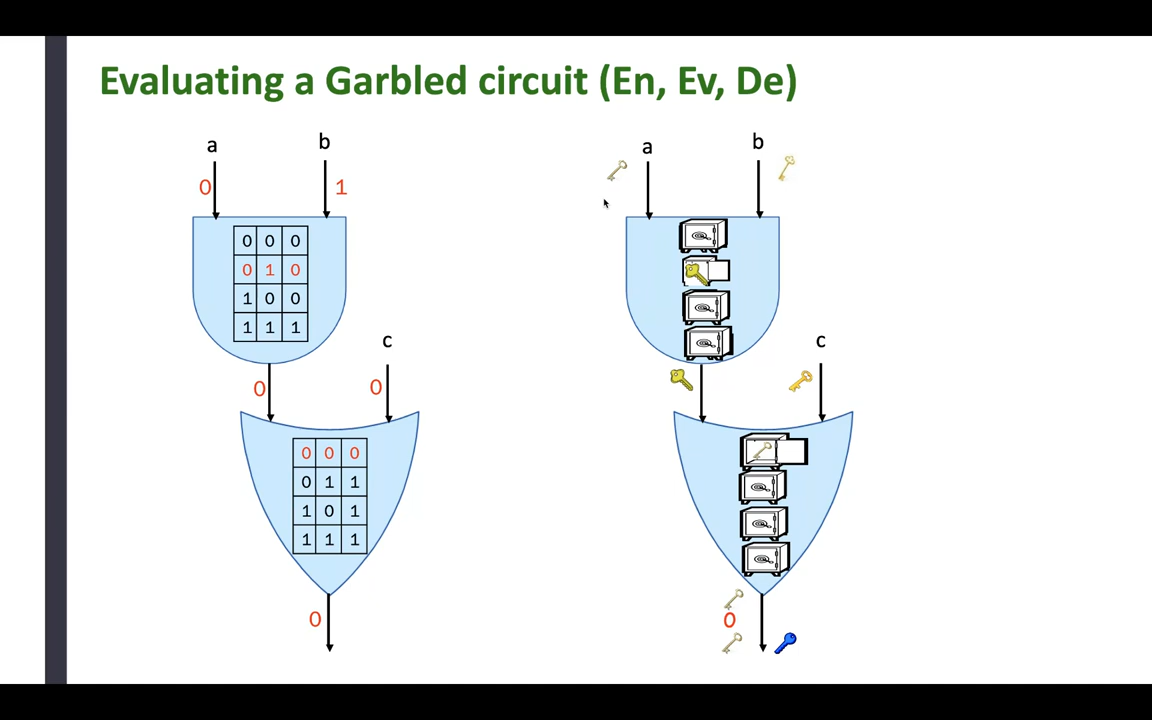 Evaluating a Garbled circuit (En, Ev, De)
a b
0 1
0 0 0
0 1 0
1 0 0
1 1 1
c
0 0
0 0 0
0 1 1
1 0 1
1 1 1
0
a b
c
0